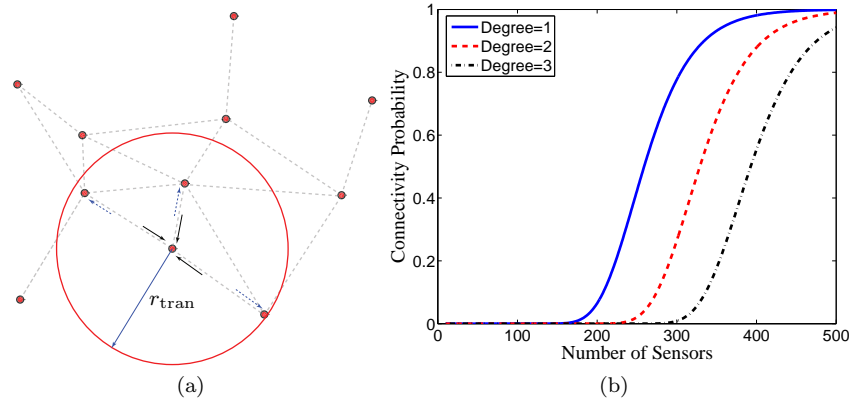 r_tran
(a)
Connectivity Probability
1
0.8
0.6
0.4
0.2
0
Degree=1
Degree=2
Degree=3
0 100 200 300 400 500
Number of Sensors
(b)